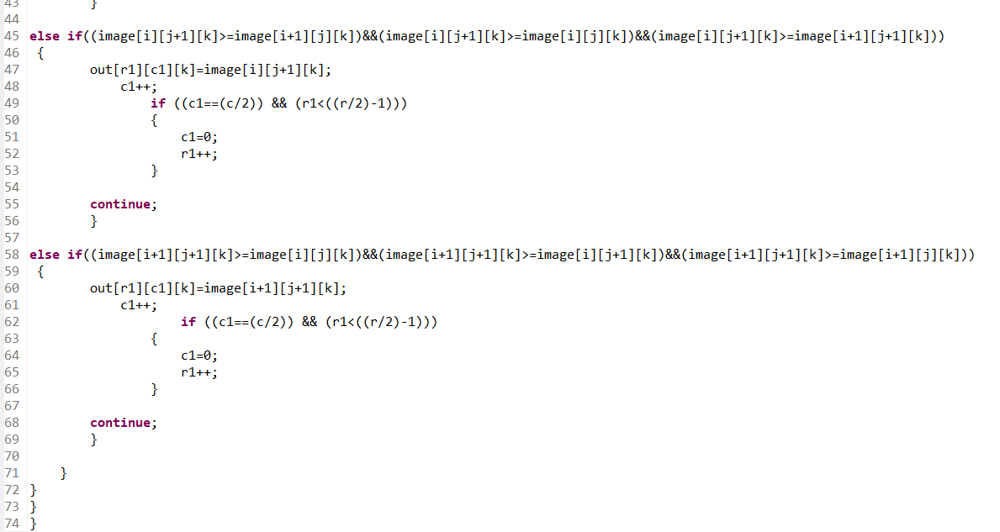 43         }
44
45 else if((image[i][j+1][k]>=image[i+1][j][k])&&(image[i][j+1][k]>=image[i][j][k])&&(image[i][j+1][k]>=image[i+1][j+1][k]))
46  {
47         out[r1][c1][k]=image[i][j+1][k];
48             c1++;
49                 if ((c1==(c/2)) && (r1<((r/2)-1)))
50                 {
51                     c1=0;
52                     r1++;
53                 }
54
55         continue;
56         }
57
58 else if((image[i+1][j+1][k]>=image[i][j][k])&&(image[i+1][j+1][k]>=image[i][j+1][k])&&(image[i+1][j+1][k]>=image[i+1][j][k]))
59  {
60         out[r1][c1][k]=image[i+1][j+1][k];
61             c1++;
62                     if ((c1==(c/2)) && (r1<((r/2)-1)))
63                 {
64                     c1=0;
65                     r1++;
66                 }
67
68         continue;
69         }
70
71     }
72 }
73 }
74 }